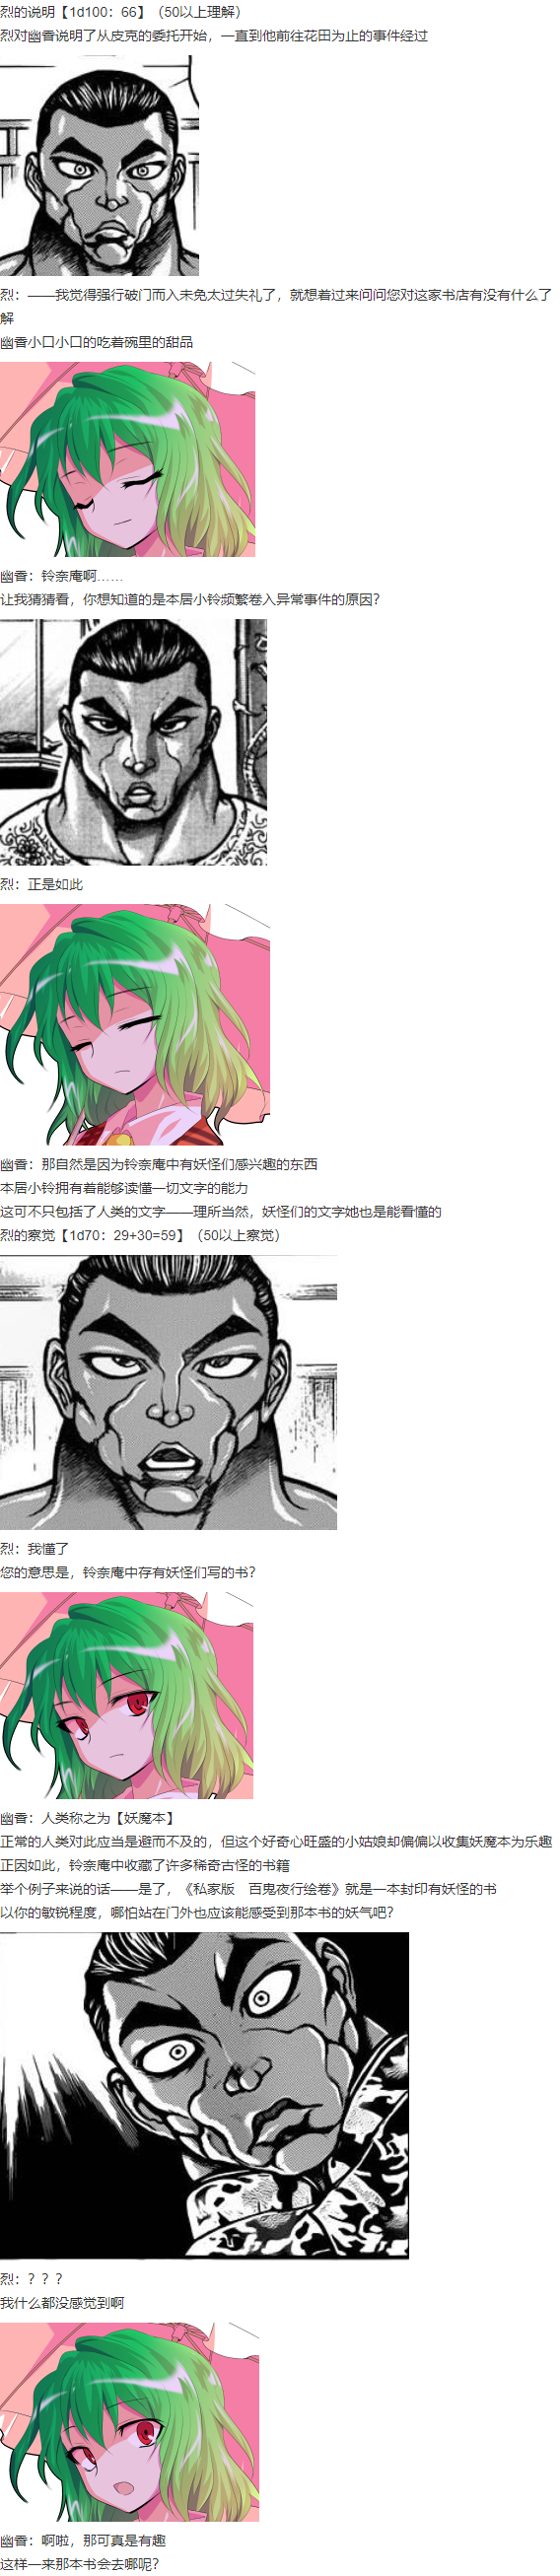 烈的说明【1d100：66】（50以上理解）
烈对幽香说明了从皮克的委托开始，一直到他前往花田为止的事件经过
烈：——我觉得强行破门而入未免太过失礼了，就想着过来问问您对这家书店有没有什么了
解
幽香小口小口的吃着碗里的甜品
幽香：铃奈庵啊……
让我猜猜看，你想知道的是本居小铃频繁卷入异常事件的原因？
烈：正是如此
幽香：那自然是因为铃奈庵中有妖怪们感兴趣的东西
本居小铃拥有着能够读懂一切文字的能力
这可不只包括了人类的文字——理所当然，妖怪们的文字她也是能看懂的
烈的察觉【1d70：29+30=59】（50以上察觉）
烈：我懂了
您的意思是，铃奈庵中存有妖怪们写的书？
幽香：人类称之为【妖魔本】
正常的人类对此应当是避而不及的，但这个好奇心旺盛的小姑娘却偏偏以收集妖魔本为乐趣
正因如此，铃奈庵中收藏了许多稀奇古怪的书籍
举个例子来说的话——是了，《私家版　百鬼夜行绘卷》就是一本封印有妖怪的书
以你的敏锐程度，哪怕站在门外也应该能感受到那本书的妖气吧？
烈：？？？
我什么都没感觉到啊
幽香：啊啦，那可真是有趣
这样一来那本书会去哪呢？